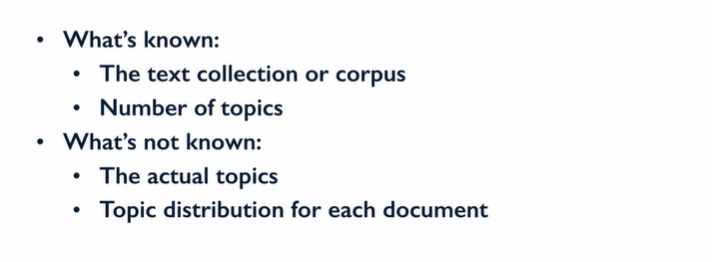 • What's known:
• The text collection or corpus
• Number of topics
• What's not known:
• The actual topics
• Topic distribution for each document